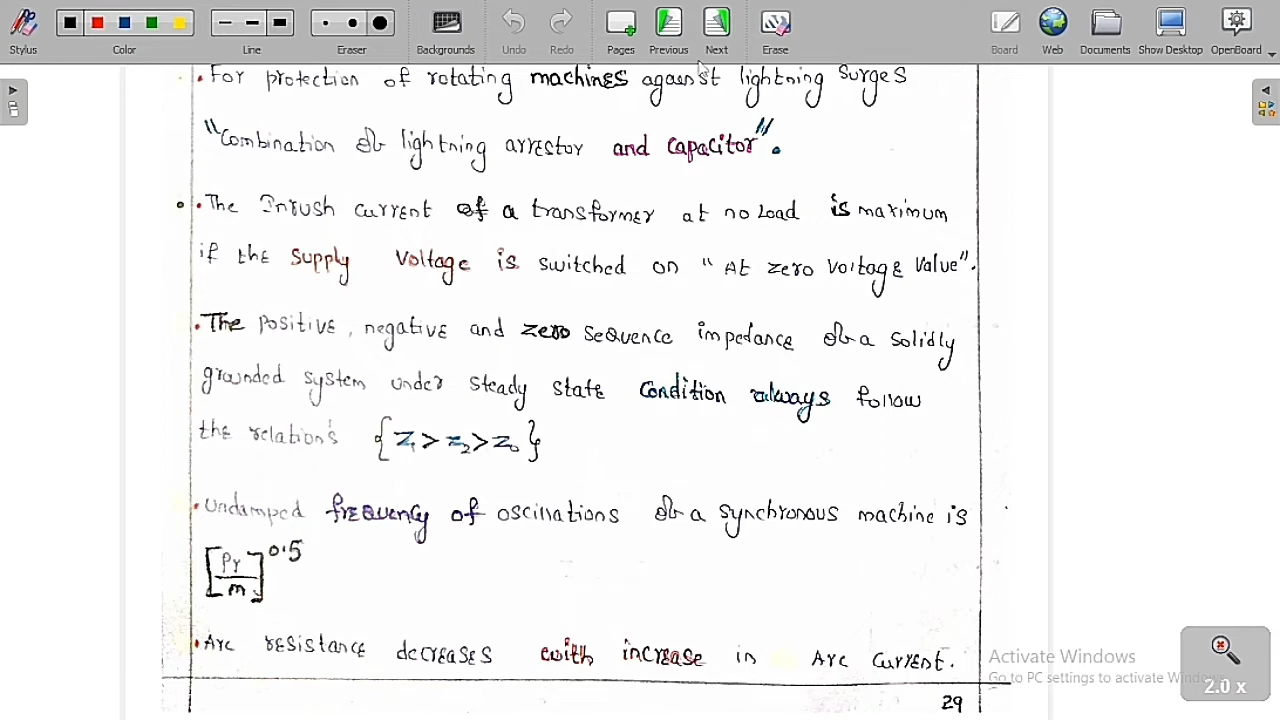 Stylus
Color
Line
Eraser
Backgrounds
Undo
Redo
Pages
Previous
Next
Erase
Board
Web
Documents
Show Desktop
OpenBoard
• For protection of rotating machines against lightning surges
"Combination of lightning arrestor and capacitor".
• The Inrush current of a transformer at no load is maximum
if the supply voltage is switched on "At zero voltage value".
• The positive, negative and zero sequence impedance of a solidly
grounded system under steady state condition always follow
the relation's {Z₁ > Z₂ > Z₀}
• Undamped frequency of oscillations of a synchronous machine is
[Pr/m]^0.5
• Arc resistance decreases with increase in Arc current.
29
Activate Windows
Go to PC settings to activate Windows.
2.0 x